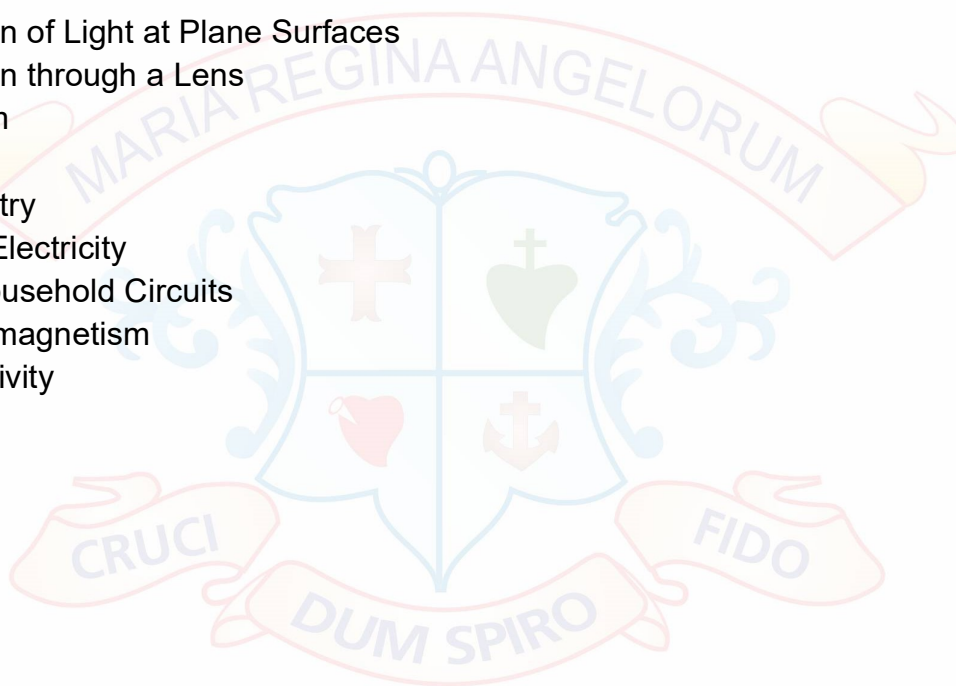 n of Light at Plane Surfaces
n through a Lens
n
try
Electricity
usehold Circuits
magnetism
ivity
MARIA REGINA ANGELORUM
CRUCI
DUM SPIRO
FIDO